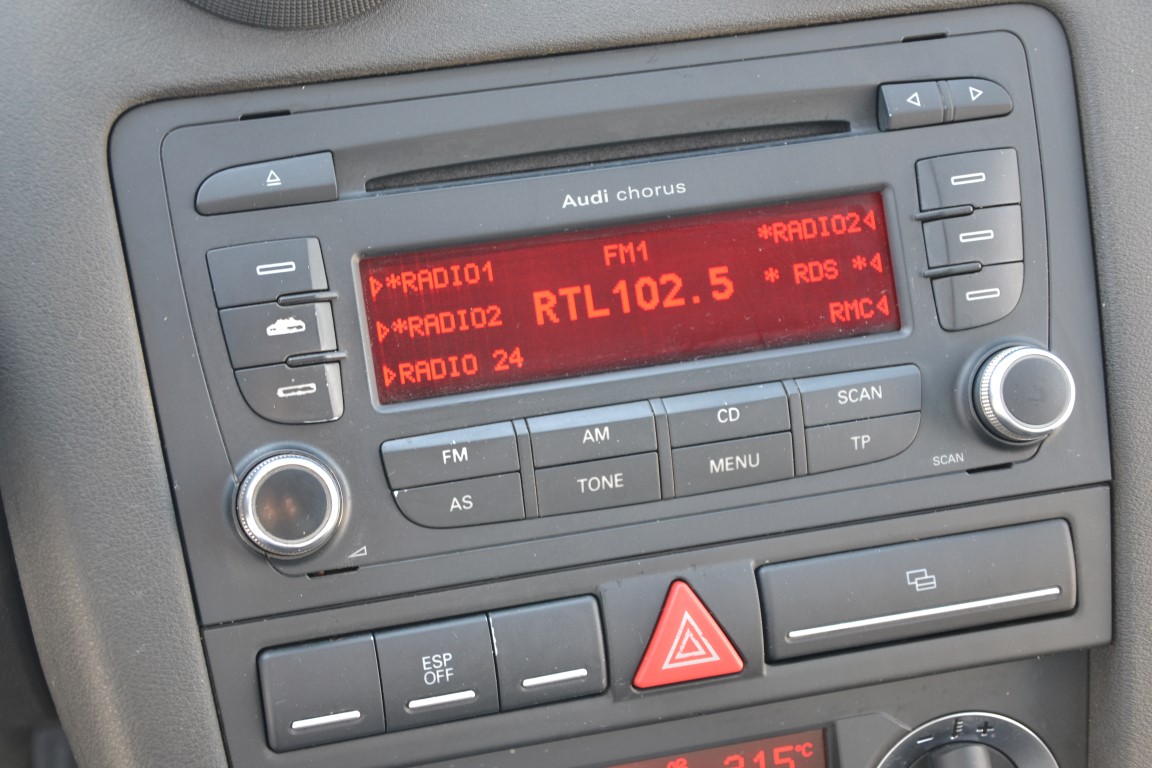 Audi chorus
FM1
*RADIO1
*RADIO2
RADIO 24
RTL102.5
*RADIO2
* RDS *
RMC
FM
AM
CD
SCAN
AS
TONE
MENU
TP
SCAN
ESP
OFF
- +
°C